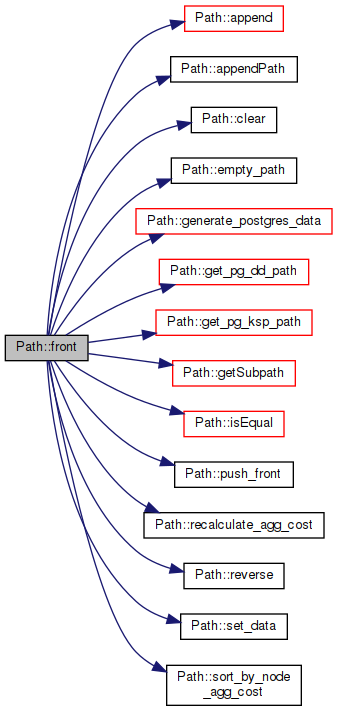 Path::append
Path::appendPath
Path::clear
Path::empty_path
Path::generate_postgres_data
Path::get_pg_dd_path
Path::get_pg_ksp_path
Path::front
Path::getSubpath
Path::isEqual
Path::push_front
Path::recalculate_agg_cost
Path::reverse
Path::set_data
Path::sort_by_node
_agg_cost